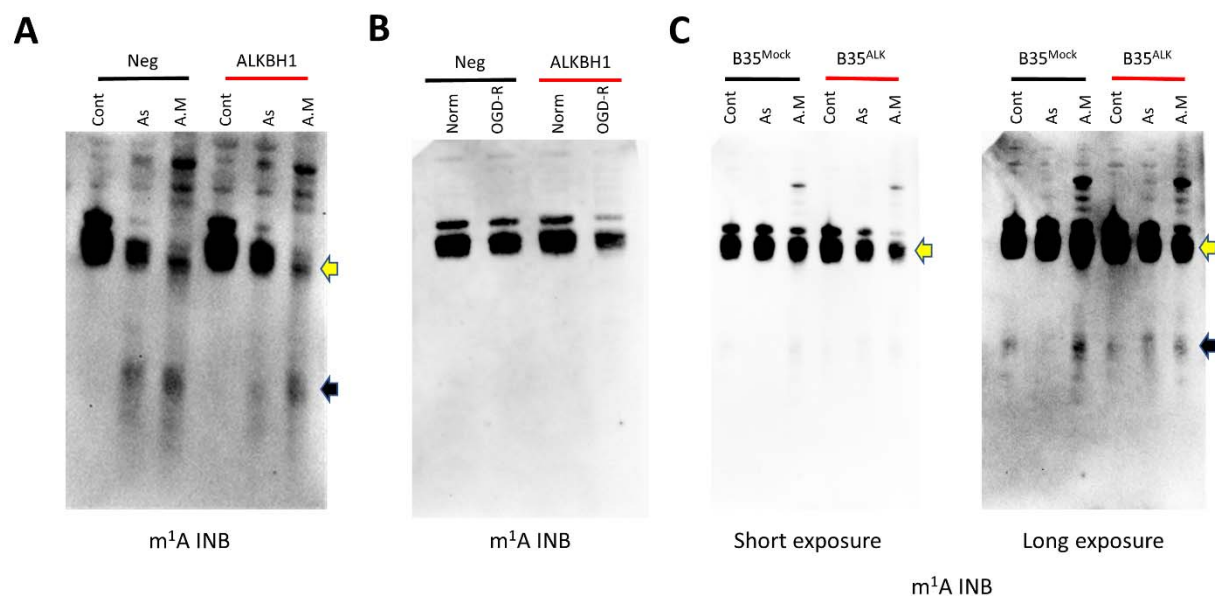 A
Neg ALKBH1
Cont As A.M Cont As A.M
m¹A INB
B
Neg ALKBH1
Norm OGD-R Norm OGD-R
m¹A INB
C
B35ᴹᵒᶜᵏ B35ᴬᴸᴷ
Cont As A.M Cont As A.M
Short exposure
B35ᴹᵒᶜᵏ B35ᴬᴸᴷ
Cont As A.M Cont As A.M
Long exposure
m¹A INB